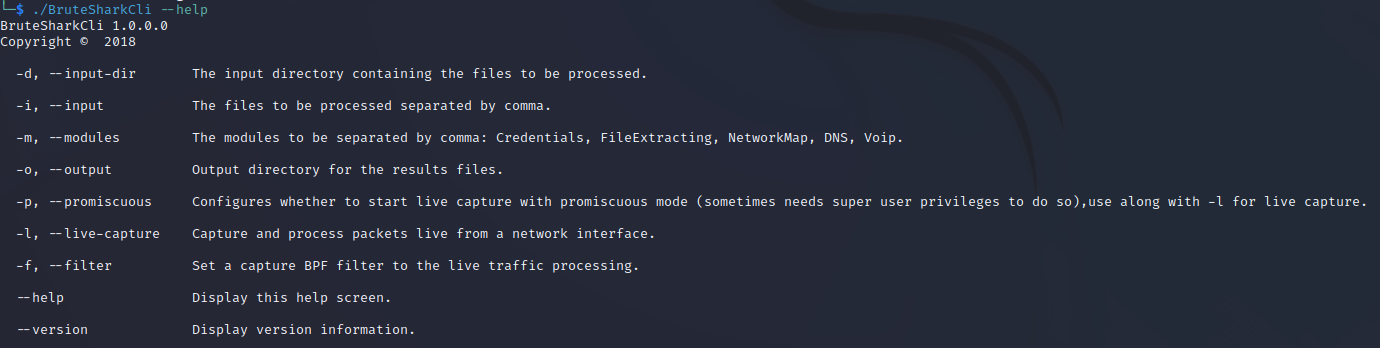 └─$ ./BruteSharkCli --help
BruteSharkCli 1.0.0.0
Copyright © 2018
-d, --input-dir The input directory containing the files to be processed.
-i, --input The files to be processed separated by comma.
-m, --modules The modules to be separated by comma: Credentials, FileExtracting, NetworkMap, DNS, Voip.
-o, --output Output directory for the results files.
-p, --promiscuous Configures whether to start live capture with promiscuous mode (sometimes needs super user privileges to do so),use along with -l for live capture.
-l, --live-capture Capture and process packets live from a network interface.
-f, --filter Set a capture BPF filter to the live traffic processing.
--help Display this help screen.
--version Display version information.